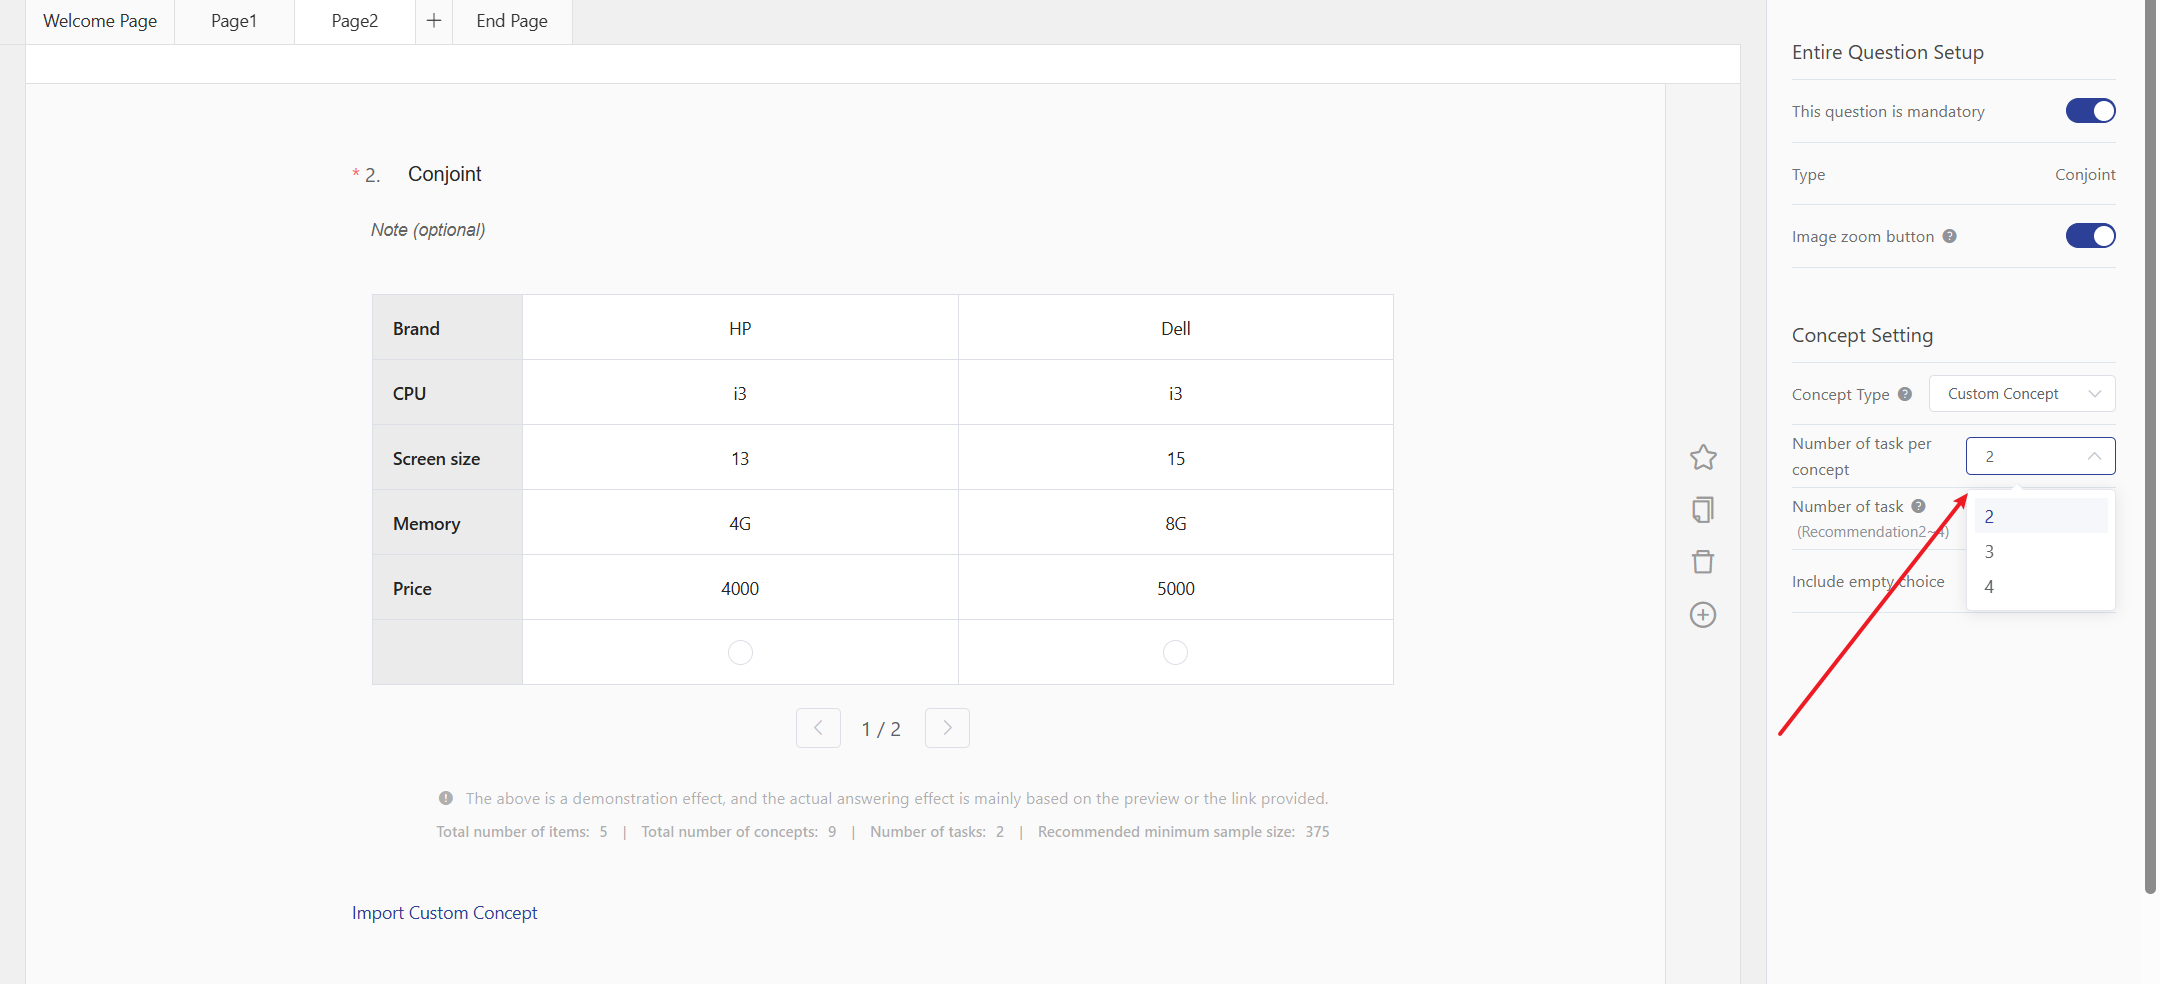 Welcome Page
Page1
Page2
End Page
* 2. Conjoint
Note (optional)
Brand HP Dell
CPU i3 i3
Screen size 13 15
Memory 4G 8G
Price 4000 5000
1 / 2
The above is a demonstration effect, and the actual answering effect is mainly based on the preview or the link provided.
Total number of items: 5 | Total number of concepts: 9 | Number of tasks: 2 | Recommended minimum sample size: 375
Import Custom Concept
Entire Question Setup
This question is mandatory
Type Conjoint
Image zoom button ?
Concept Setting
Concept Type ? Custom Concept
Number of task per
concept
2
Number of task ?
(Recommendation2~4)
Include empty choice
2
3
4